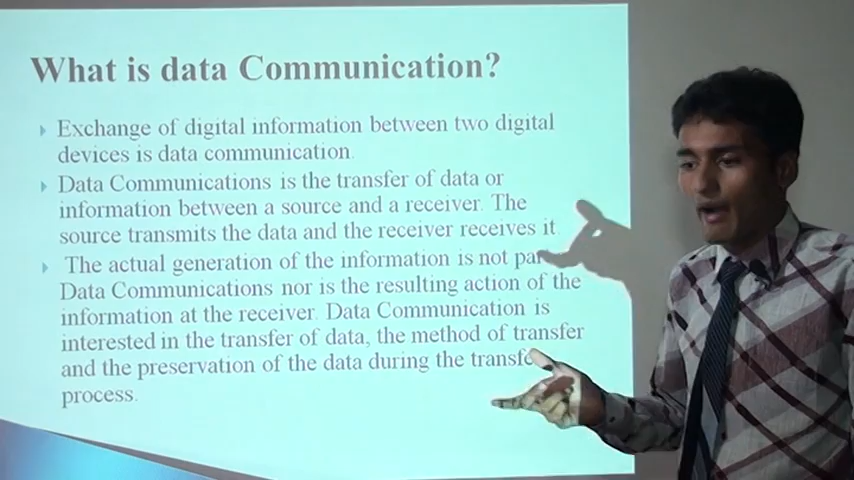 What is data Communication?
Exchange of digital information between two digital
devices is data communication.
Data Communications is the transfer of data or
information between a source and a receiver. The
source transmits the data and the receiver receives it
The actual generation of the information is not
Data Communications nor is the resulting action of the
information at the receiver. Data Communication is
interested in the transfer of data, the method of transfer
and the preservation of the data during the
process.